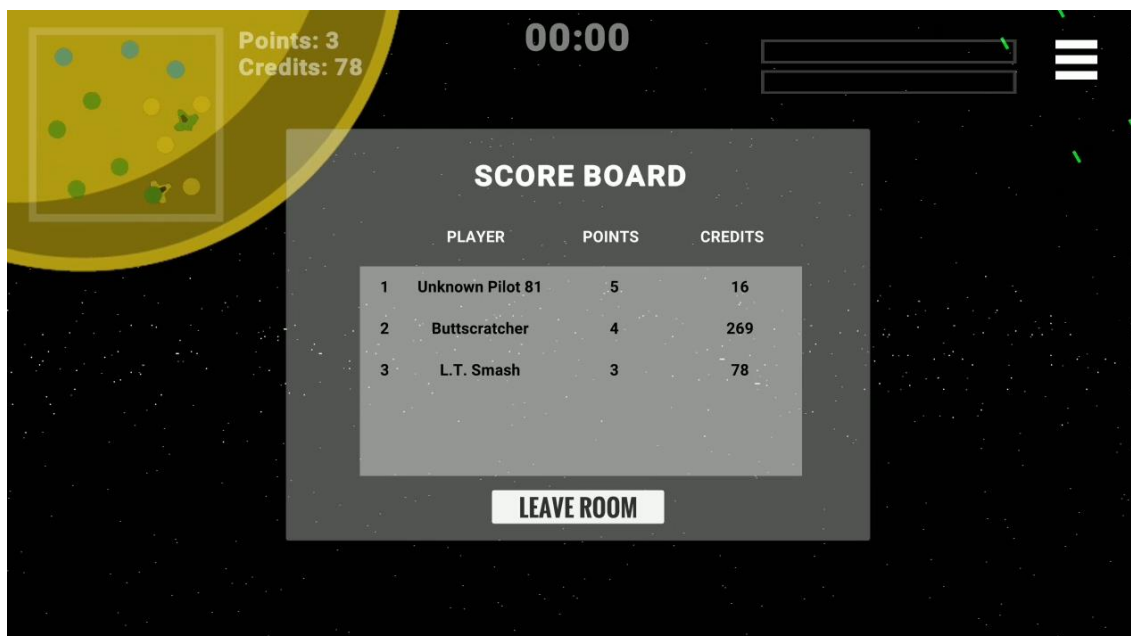 Points: 3
Credits: 78
00:00
SCORE BOARD
PLAYER POINTS CREDITS
1 Unknown Pilot 81 5 16
2 Buttscratcher 4 269
3 L.T. Smash 3 78
LEAVE ROOM